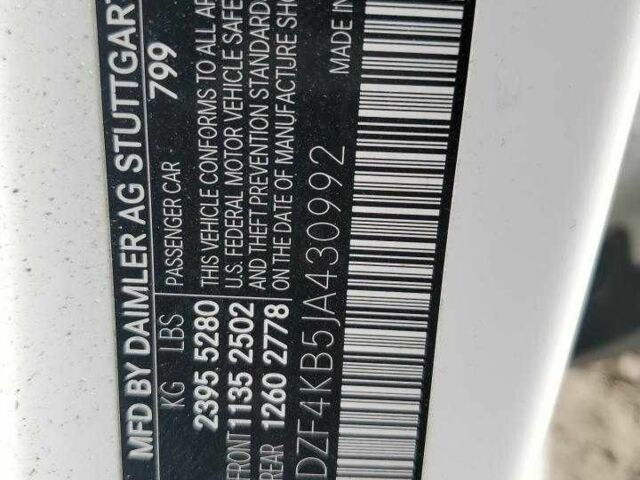 MFD BY DAIMLER AG STUTTGAR
799
KG LBS PASSENGER CAR
2395 5280 THIS VEHICLE CONFORMS TO ALL
FRONT 1135 2502 U.S. FEDERAL MOTOR VEHICLE SAFE
REAR 1260 2778 AND THEFT PREVENTION STANDARD
ON THE DATE OF MANUFACTURE SHO
DZF4KB5JA430992 MADE IN